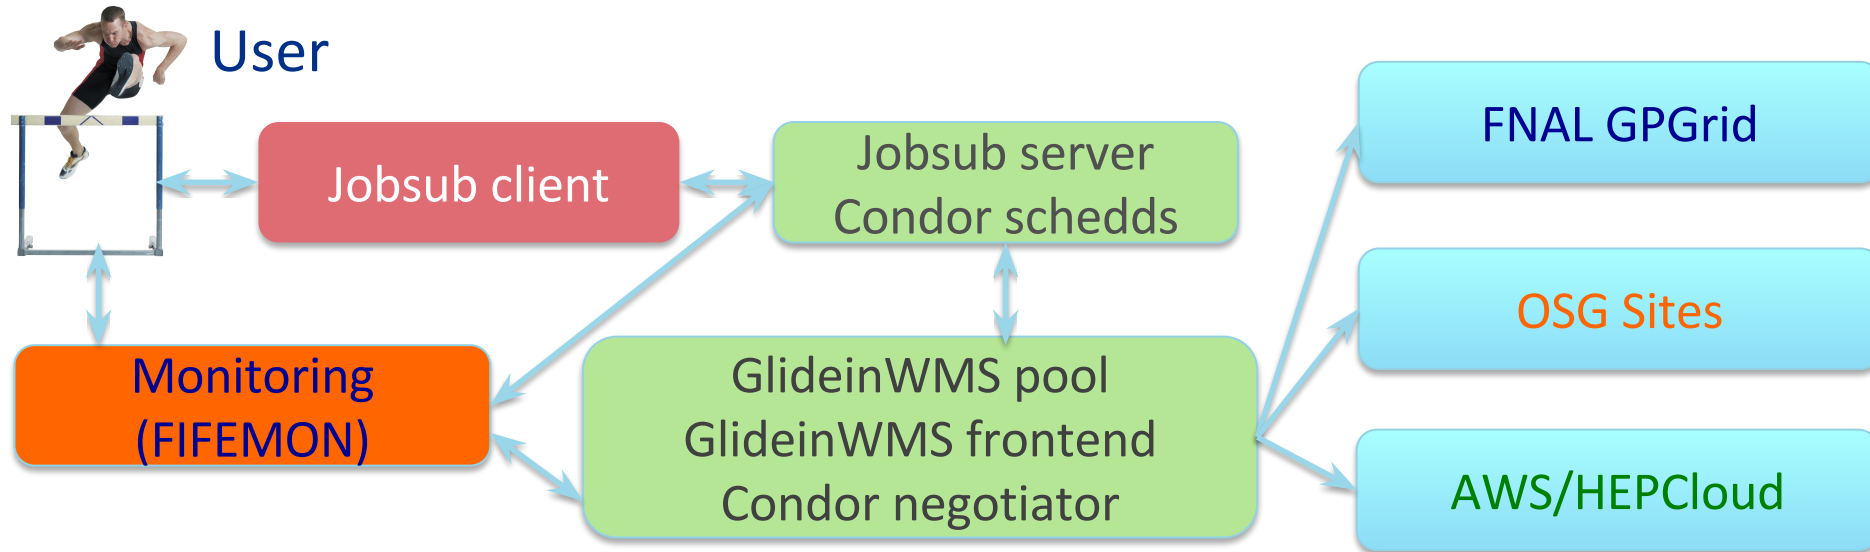 User
Jobsub client
Jobsub server
Condor schedds
FNAL GPGrid
OSG Sites
Monitoring
(FIFEMON)
GlideinWMS pool
GlideinWMS frontend
Condor negotiator
AWS/HEPCloud